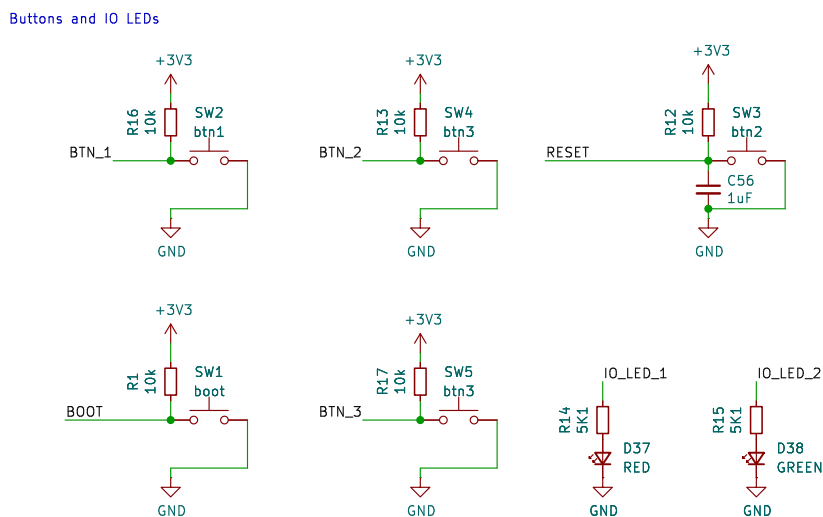 Buttons and IO LEDs
+3V3
R16
10k
SW2
btn1
BTN_1
GND
+3V3
R13
10k
SW4
btn3
BTN_2
GND
+3V3
R12
10k
SW3
btn2
RESET
C56
1uF
GND
+3V3
R1
10k
SW1
boot
BOOT
GND
+3V3
R17
10k
SW5
btn3
BTN_3
GND
IO_LED_1
R14
5K1
D37
RED
GND
IO_LED_2
R15
5K1
D38
GREEN
GND